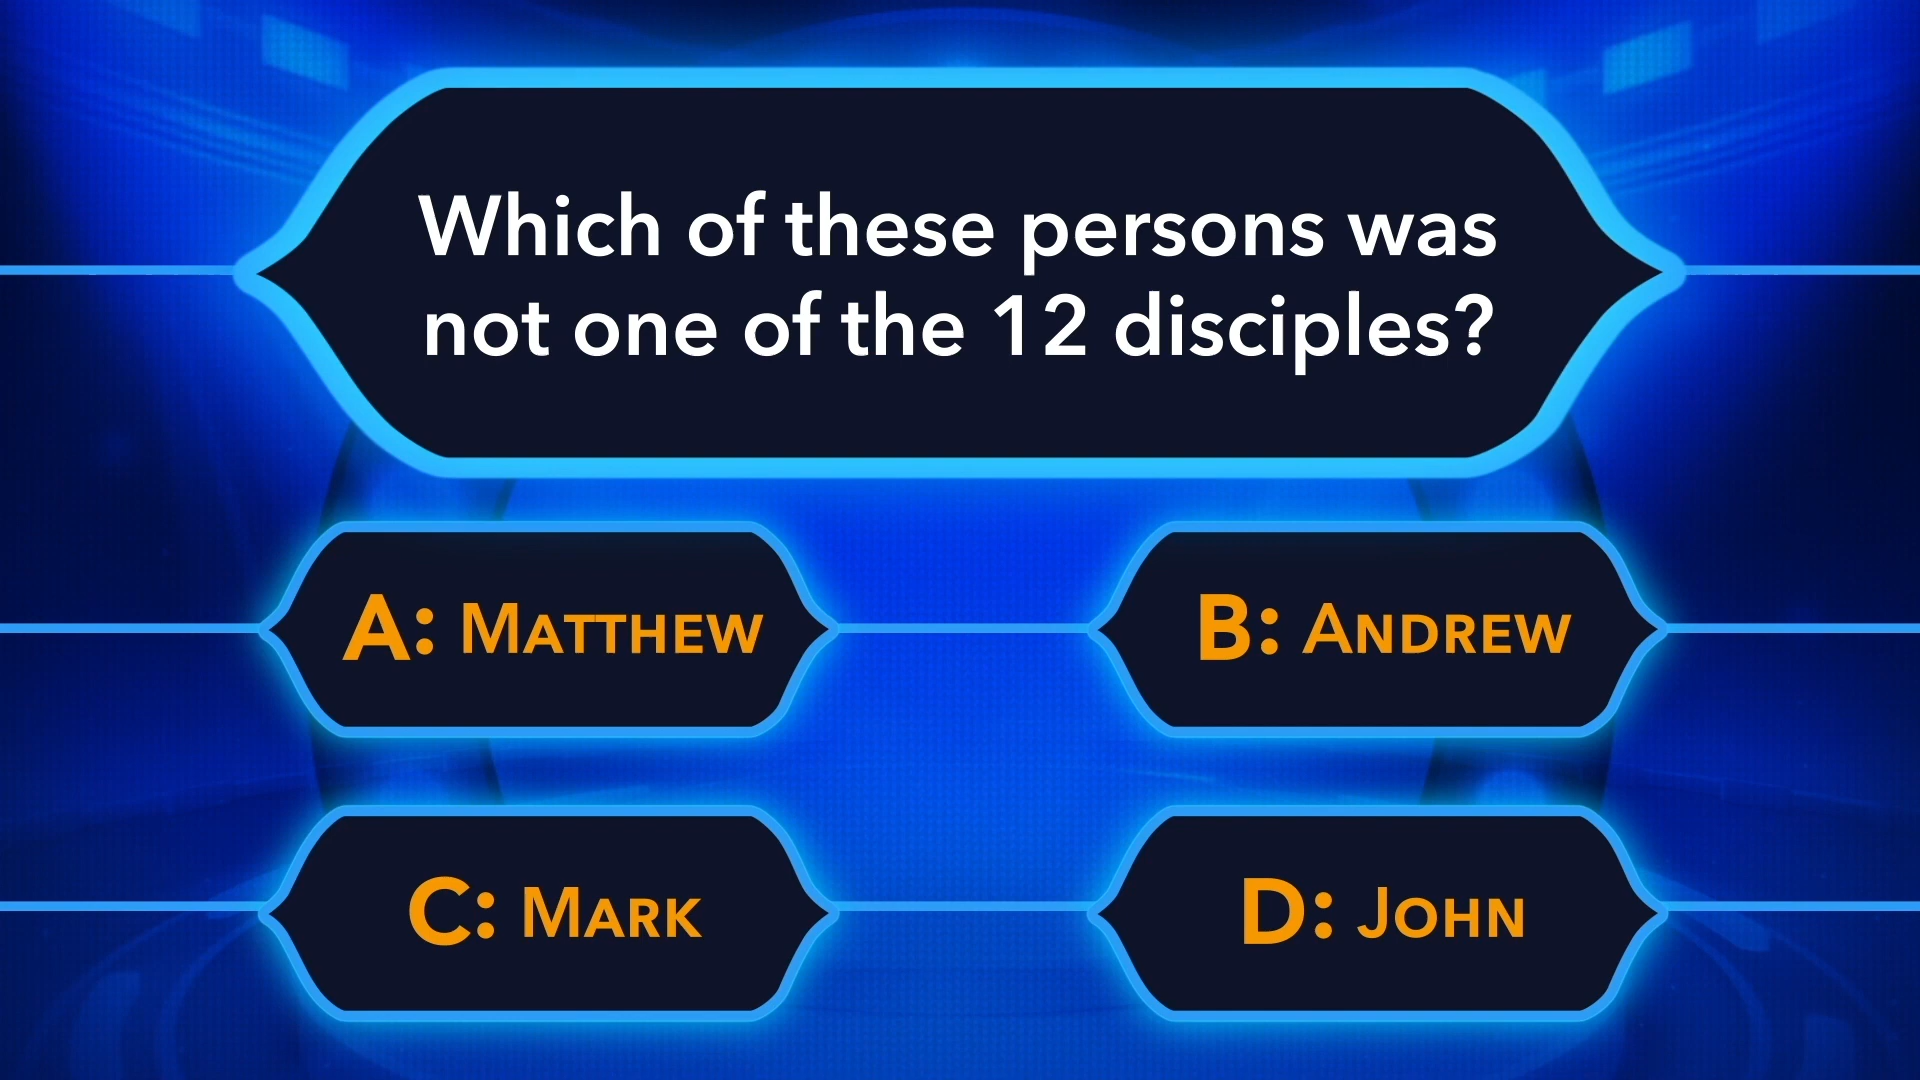 Which of these persons was
not one of the 12 disciples?
A: Matthew
B: Andrew
C: Mark
D: John